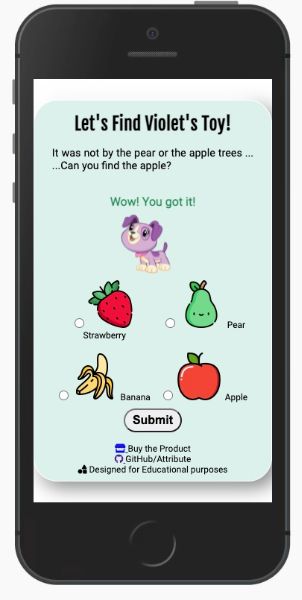 Let's Find Violet's Toy!
It was not by the pear or the apple trees ...
...Can you find the apple?
Wow! You got it!
Strawberry
Pear
Banana
Apple
Submit
Buy the Product
GitHub/Attribute
Designed for Educational purposes